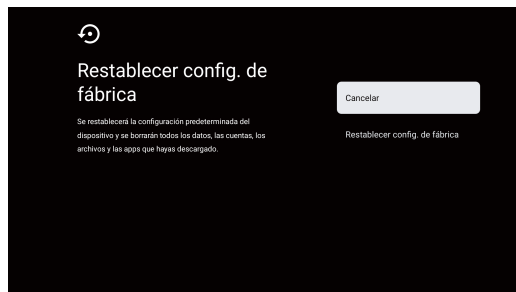 Restablecer config. de
fábrica
Se restablecerá la configuración predeterminada del
dispositivo y se borrarán todos los datos, las cuentas, los
archivos y las apps que hayas descargado.
Cancelar
Restablecer config. de fábrica